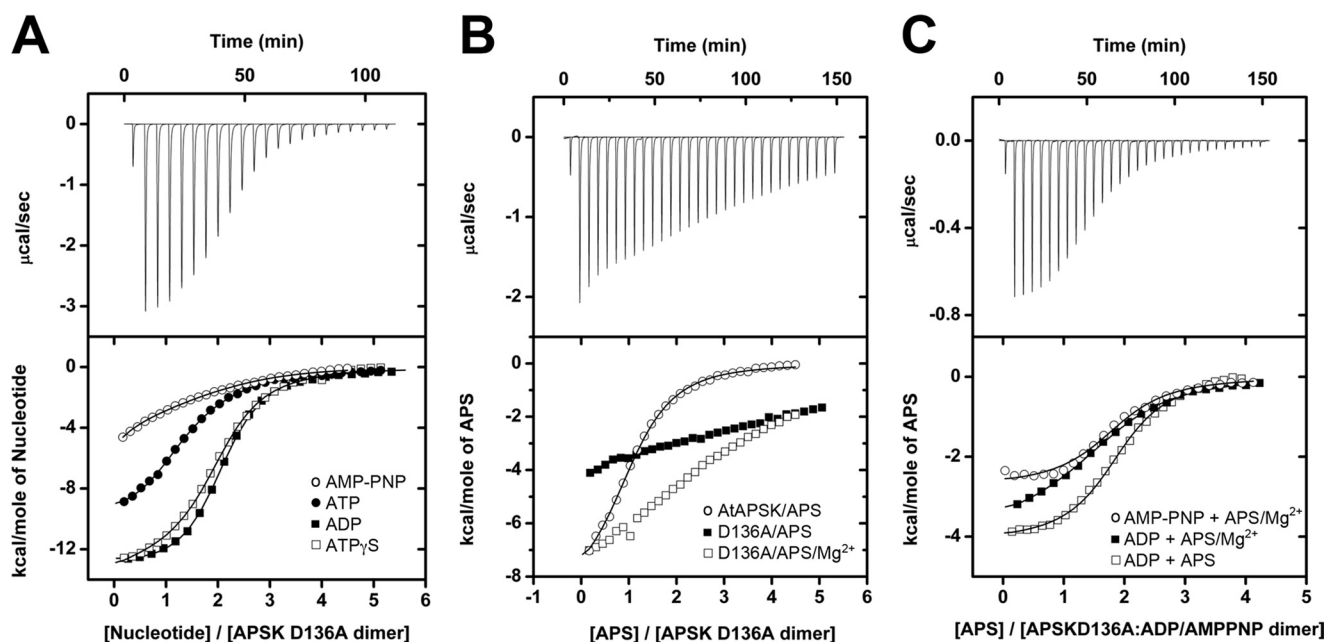 A
Time (min)
0 50 100
0
-1
-2
-3
µcal/sec
0
-4
-8
-12
kcal/mole of Nucleotide
AMP-PNP
ATP
ADP
ATPγS
0 1 2 3 4 5 6
[Nucleotide] / [APSK D136A dimer]
B
Time (min)
0 50 100 150
0
-1
-2
µcal/sec
0
-2
-4
-6
-8
kcal/mole of APS
AtAPSK/APS
D136A/APS
D136A/APS/Mg²⁺
-1 0 1 2 3 4 5 6
[APS] / [APSK D136A dimer]
C
Time (min)
0 50 100 150
0.0
-0.4
-0.8
µcal/sec
0
-2
-4
kcal/mole of APS
AMP-PNP + APS/Mg²⁺
ADP + APS/Mg²⁺
ADP + APS
0 1 2 3 4 5
[APS] / [APSKD136A:ADP/AMPPNP dimer]